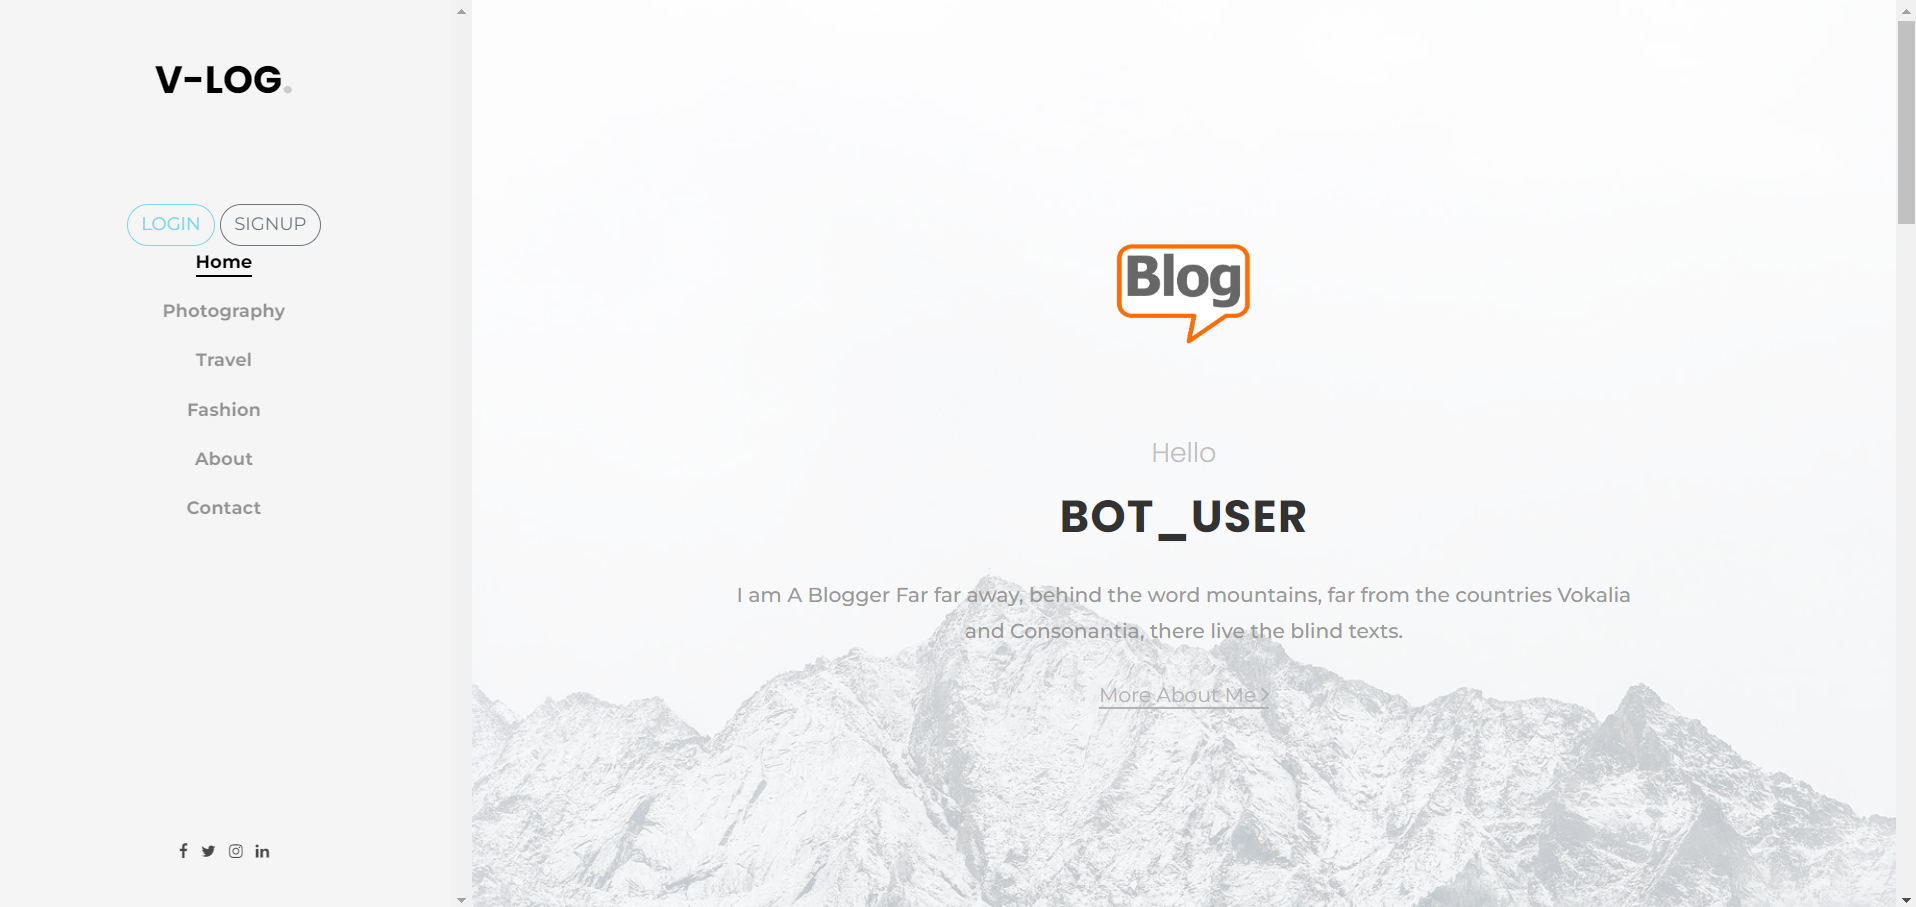 V-LOG.
LOGIN SIGNUP
Home
Photography
Travel
Fashion
About
Contact
Blog
Hello
BOT_USER
I am A Blogger Far far away, behind the word mountains, far from the countries Vokalia
and Consonantia, there live the blind texts.
More About Me >